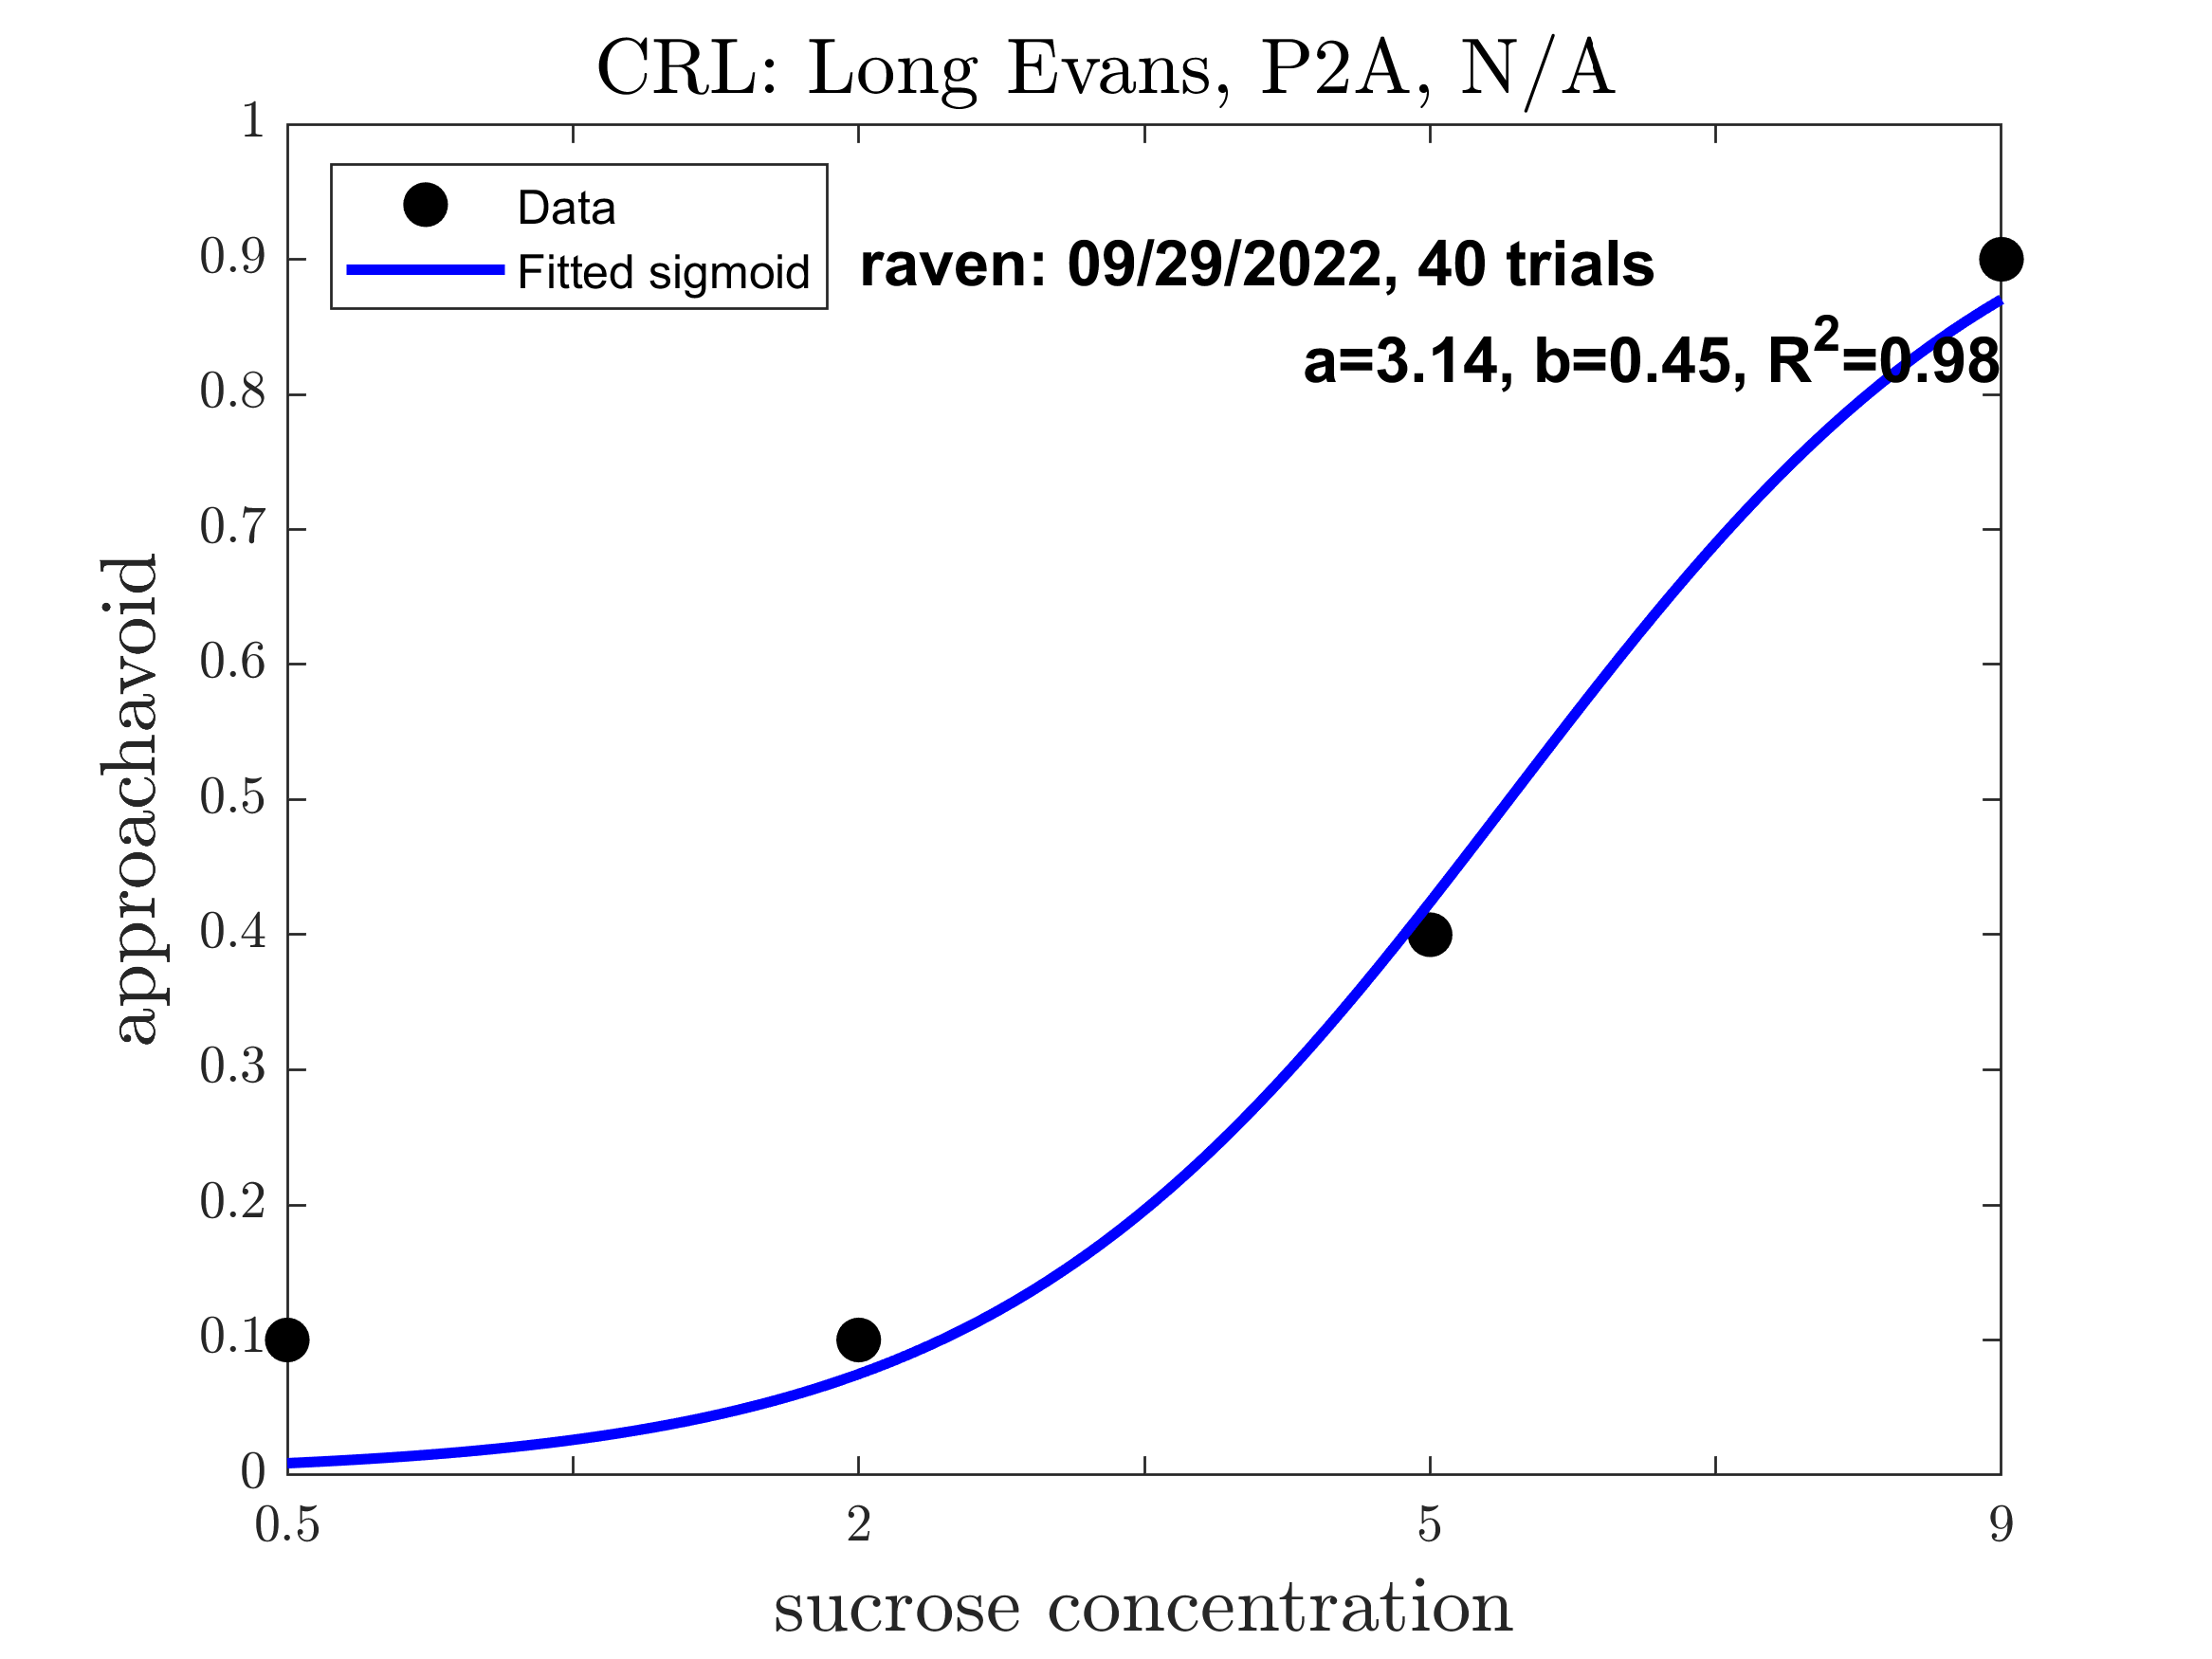 CRL: Long Evans, P2A, N/A
Data
Fitted sigmoid
raven: 09/29/2022, 40 trials
a=3.14, b=0.45, R²=0.98
approachavoid
1
0.9
0.8
0.7
0.6
0.5
0.4
0.3
0.2
0.1
0
0.5 2 5 9
sucrose concentration